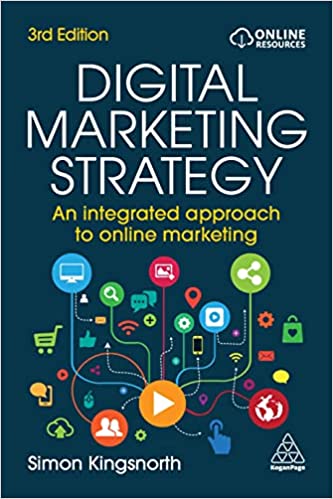 3rd Edition
ONLINE
RESOURCES
DIGITAL
MARKETING
STRATEGY
An integrated approach
to online marketing
Simon Kingsnorth
KoganPage